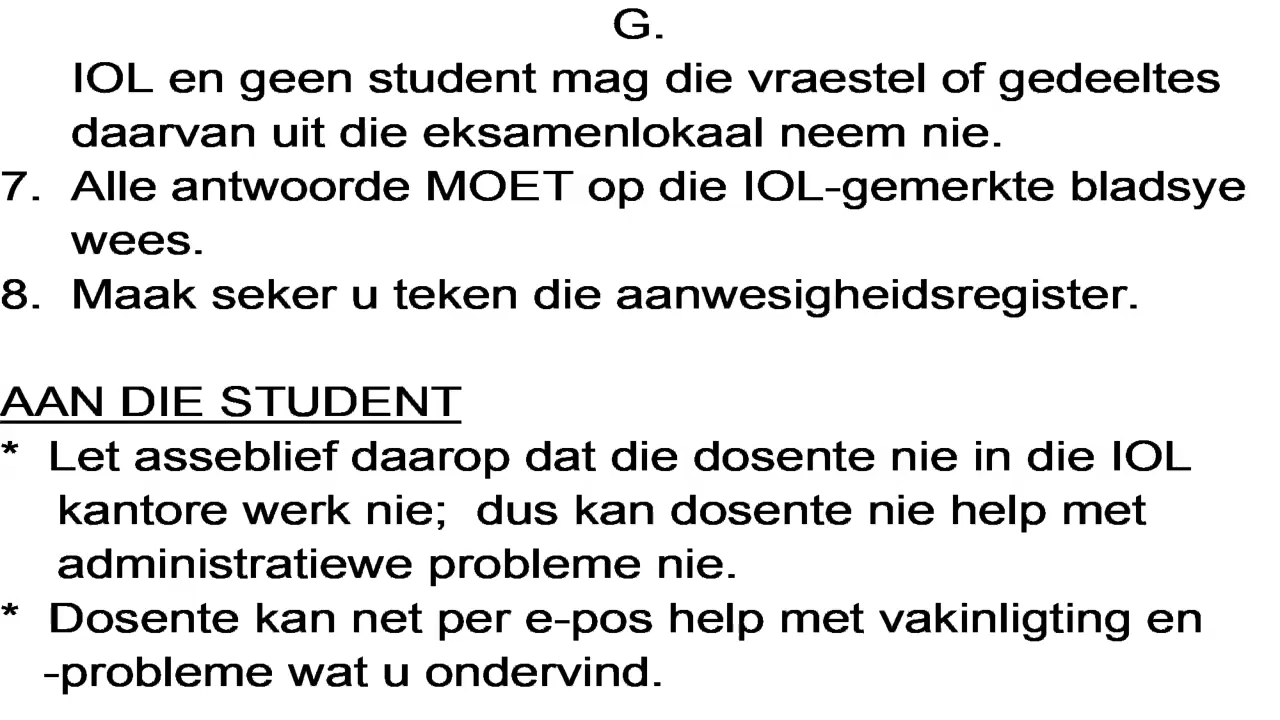 G.
IOL en geen student mag die vraestel of gedeeltes
daarvan uit die eksamenlokaal neem nie.
7. Alle antwoorde MOET op die IOL-gemerkte bladsye
wees.
8. Maak seker u teken die aanwesigheidsregister.
AAN DIE STUDENT
* Let asseblief daarop dat die dosente nie in die IOL
kantore werk nie; dus kan dosente nie help met
administratiewe probleme nie.
* Dosente kan net per e-pos help met vakinligting en
-probleme wat u ondervind.